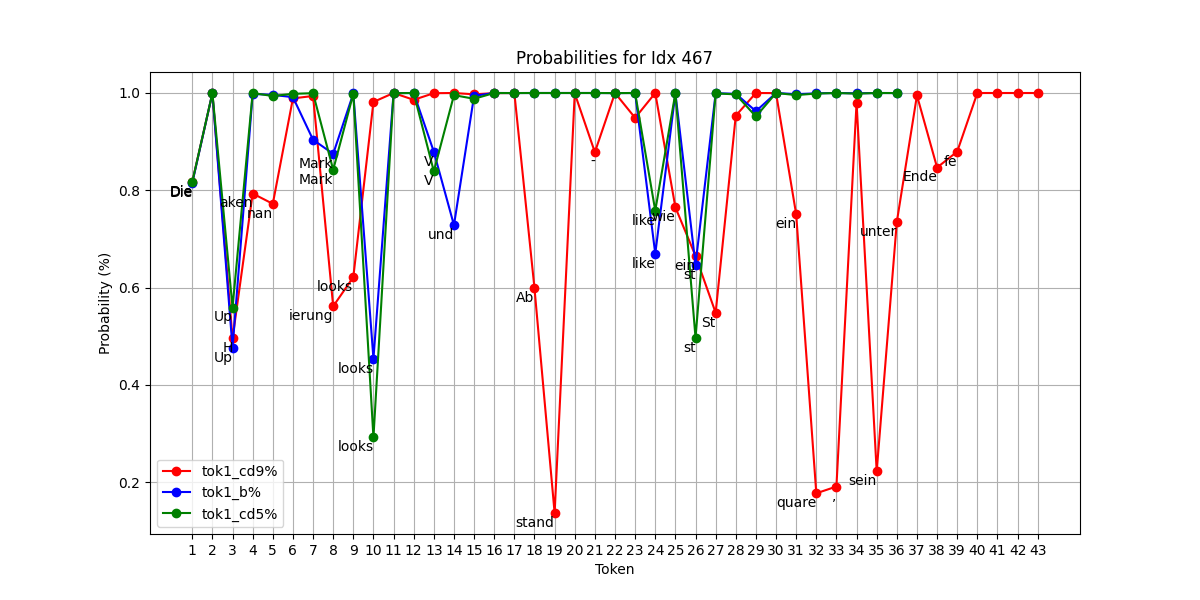 Probabilities for Idx 467
Probability (%)
1.0
0.8
0.6
0.4
0.2
Die
Die
Up
H
Up
aken
nan
Mark
Mark
ierung
looks
looks
looks
V
V
und
Ab
stand
-
like
like
wie
ein
st
st
St
ein
quare
,
sein
unter
Ende
fe
tok1_cd9%
tok1_b%
tok1_cd5%
1 2 3 4 5 6 7 8 9 10 11 12 13 14 15 16 17 18 19 20 21 22 23 24 25 26 27 28 29 30 31 32 33 34 35 36 37 38 39 40 41 42 43
Token